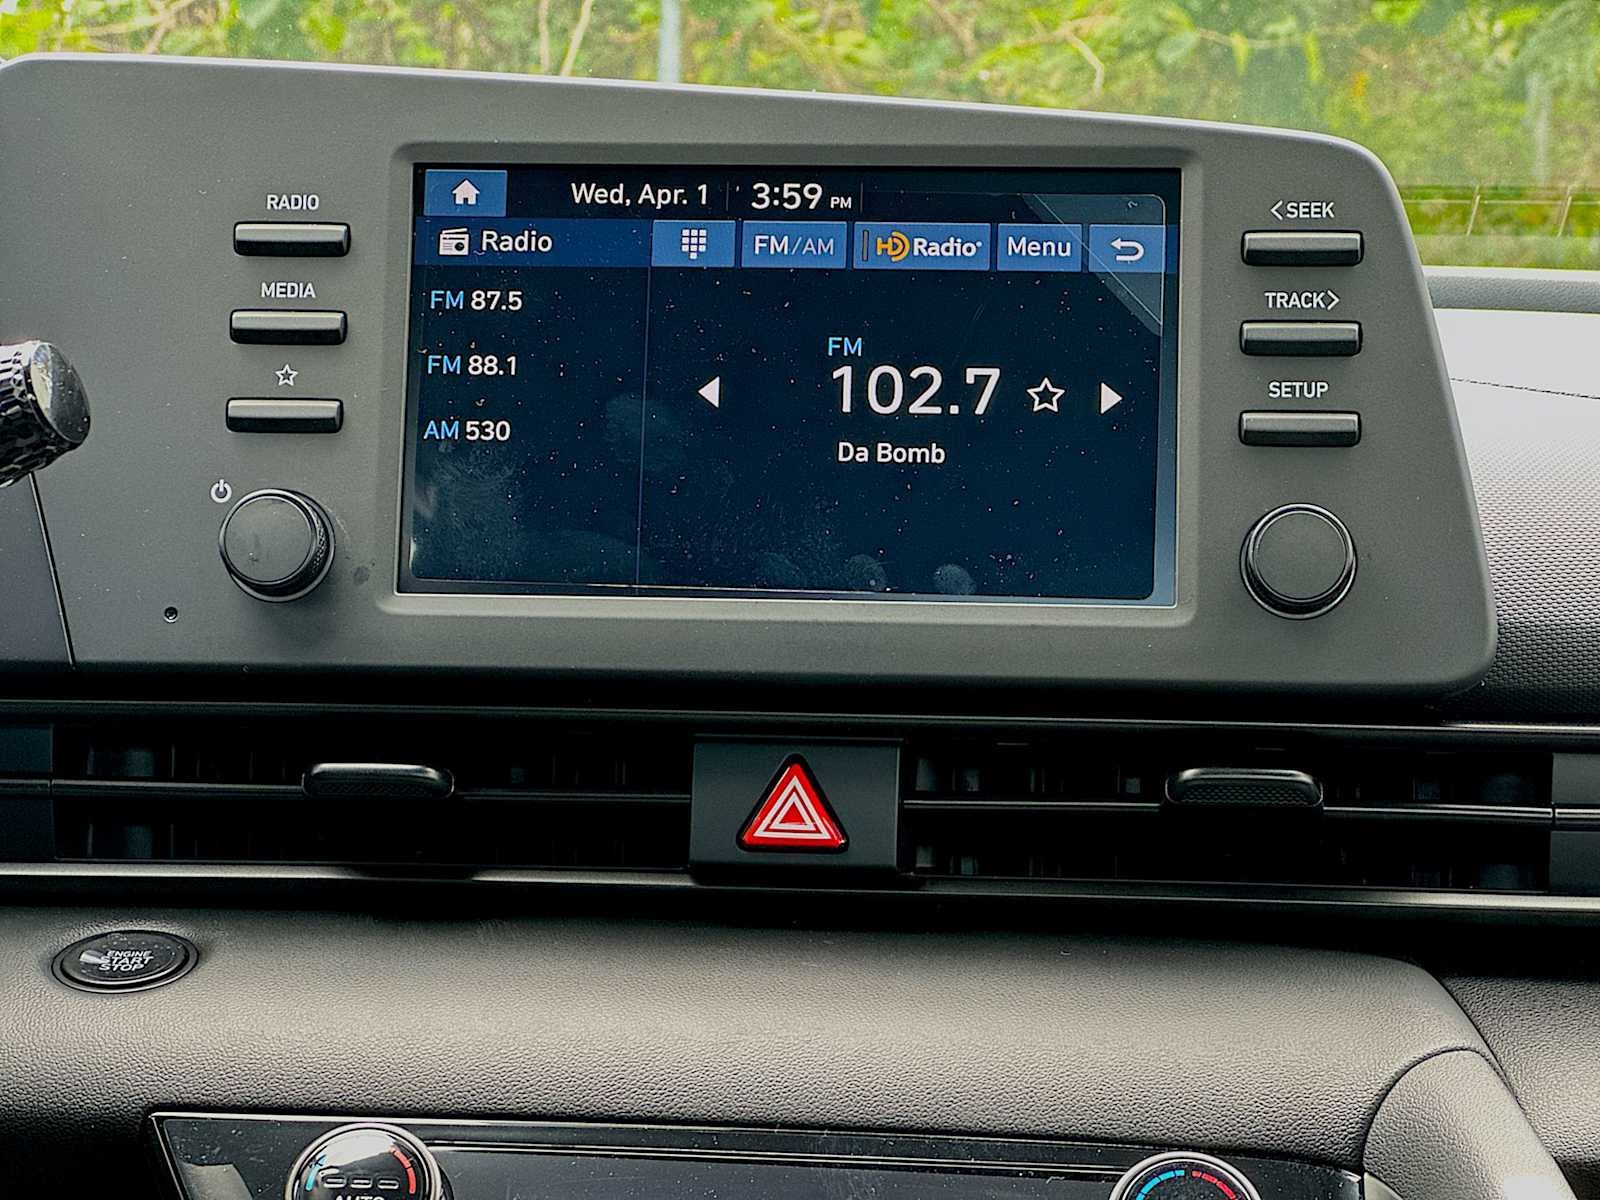 RADIO
MEDIA
Wed, Apr. 1 3:59 PM
Radio FM/AM HD Radio Menu
FM 87.5
FM 88.1
AM 530
FM
102.7
Da Bomb
<SEEK
TRACK>
SETUP
ENGINE
START
STOP
AUTO